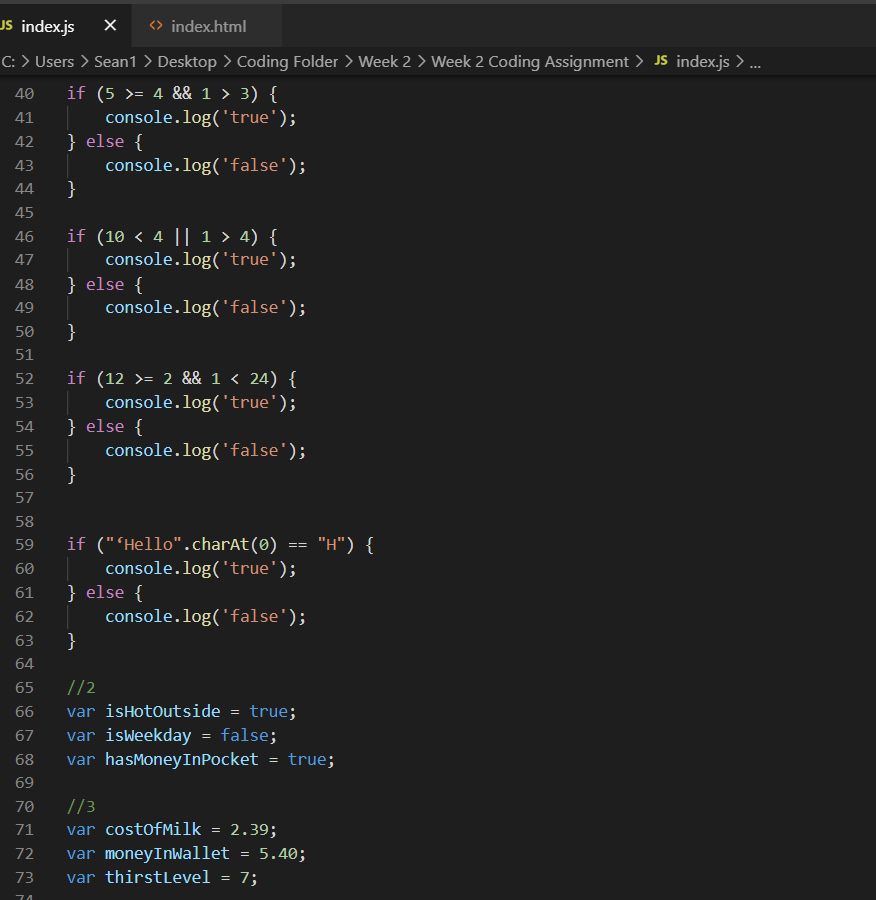 JS index.js × <> index.html
C: > Users > Sean1 > Desktop > Coding Folder > Week 2 > Week 2 Coding Assignment > JS index.js > ...
40 if (5 >= 4 && 1 > 3) {
41     console.log('true');
42 } else {
43     console.log('false');
44 }
45
46 if (10 < 4 || 1 > 4) {
47     console.log('true');
48 } else {
49     console.log('false');
50 }
51
52 if (12 >= 2 && 1 < 24) {
53     console.log('true');
54 } else {
55     console.log('false');
56 }
57
58
59 if ("‘Hello".charAt(0) == "H") {
60     console.log('true');
61 } else {
62     console.log('false');
63 }
64
65 //2
66 var isHotOutside = true;
67 var isWeekday = false;
68 var hasMoneyInPocket = true;
69
70 //3
71 var costOfMilk = 2.39;
72 var moneyInWallet = 5.40;
73 var thirstLevel = 7;
74